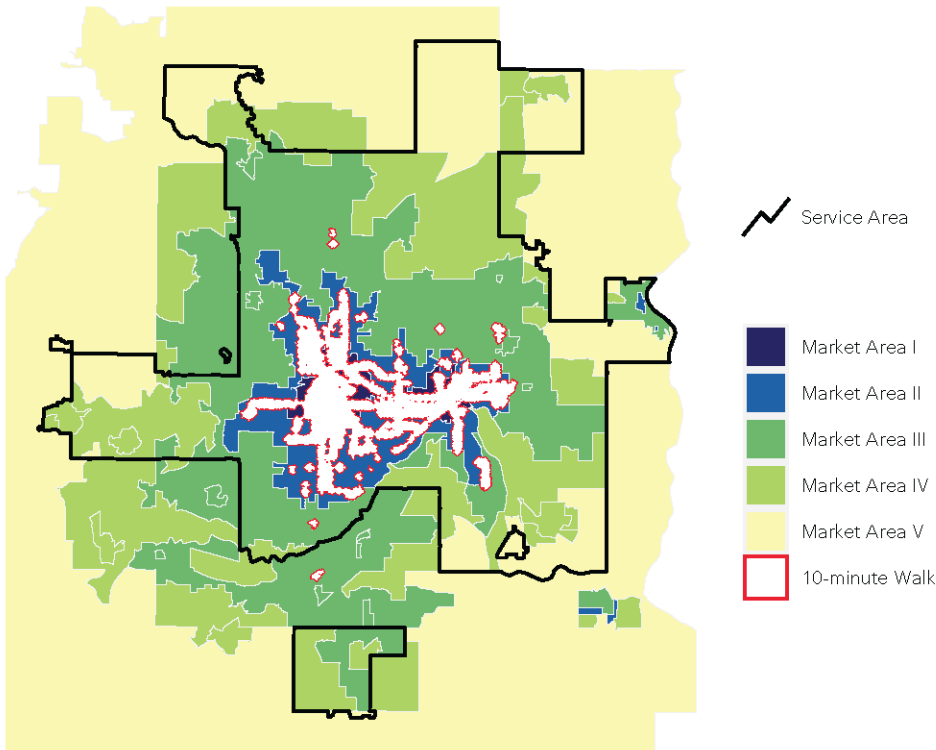 Service Area
Market Area I
Market Area II
Market Area III
Market Area IV
Market Area V
10-minute Walk